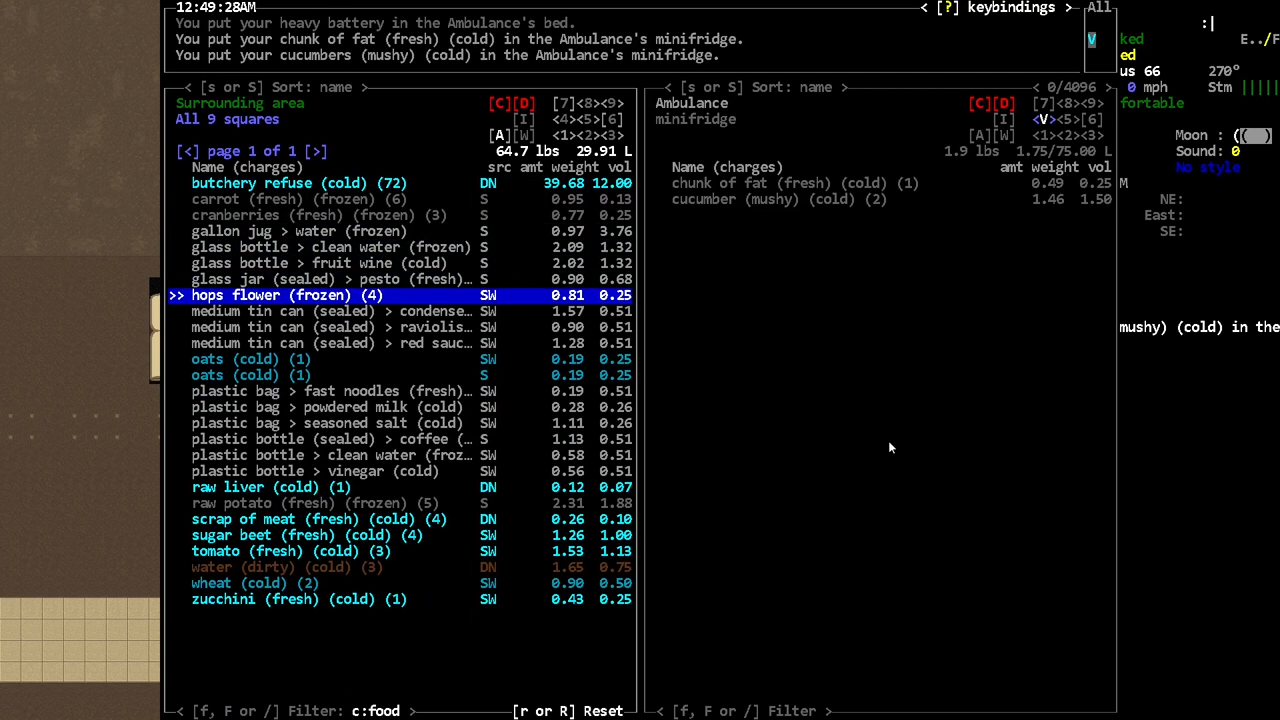 12:49:28AM < [?] keybindings > All
You put your heavy battery in the Ambulance's bed. :|
You put your chunk of fat (fresh) (cold) in the Ambulance's minifridge. V ked E../F
You put your cucumbers (mushy) (cold) in the Ambulance's minifridge. ed
us 66 270°
< [s or S] Sort: name > < [s or S] Sort: name > < 0/4096 > 0 mph Stm |||||
Surrounding area [C][D] [7]<8><9> Ambulance [C][D] [7]<8><9> fortable
All 9 squares [I] <4><5>[6] minifridge [I] <V><5>[6]
[A][W] <1><2><3> [A][W] <1><2><3> Moon : (( ))
[<] page 1 of 1 [>] 64.7 lbs 29.91 L 1.9 lbs 1.75/75.00 L Sound: 0
Name (charges) src amt weight vol Name (charges) amt weight vol No style
butchery refuse (cold) (72) DN 39.68 12.00 chunk of fat (fresh) (cold) (1) 0.49 0.25 M
carrot (fresh) (frozen) (6) S 0.95 0.13 cucumber (mushy) (cold) (2) 1.46 1.50 NE:
cranberries (fresh) (frozen) (3) S 0.77 0.25 East:
gallon jug > water (frozen) S 0.97 3.76 SE:
glass bottle > clean water (frozen) S 2.09 1.32
glass bottle > fruit wine (cold) S 2.02 1.32
glass jar (sealed) > pesto (fresh)… S 0.90 0.68
>> hops flower (frozen) (4) SW 0.81 0.25
medium tin can (sealed) > condense… SW 1.57 0.51
medium tin can (sealed) > raviolis… SW 0.90 0.51 mushy) (cold) in the
medium tin can (sealed) > red sauc… SW 1.28 0.51
oats (cold) (1) SW 0.19 0.25
oats (cold) (1) S 0.19 0.25
plastic bag > fast noodles (fresh)… SW 0.19 0.51
plastic bag > powdered milk (cold) SW 0.28 0.26
plastic bag > seasoned salt (cold) SW 1.11 0.26
plastic bottle (sealed) > coffee (… S 1.13 0.51
plastic bottle > clean water (froz… SW 0.58 0.51
plastic bottle > vinegar (cold) SW 0.56 0.51
raw liver (cold) (1) DN 0.12 0.07
raw potato (fresh) (frozen) (5) S 2.31 1.88
scrap of meat (fresh) (cold) (4) DN 0.26 0.10
sugar beet (fresh) (cold) (4) SW 1.26 1.00
tomato (fresh) (cold) (3) SW 1.53 1.13
water (dirty) (cold) (3) DN 1.65 0.75
wheat (cold) (2) SW 0.90 0.50
zucchini (fresh) (cold) (1) SW 0.43 0.25
< [f, F or /] Filter: c:food > [r or R] Reset < [f, F or /] Filter >